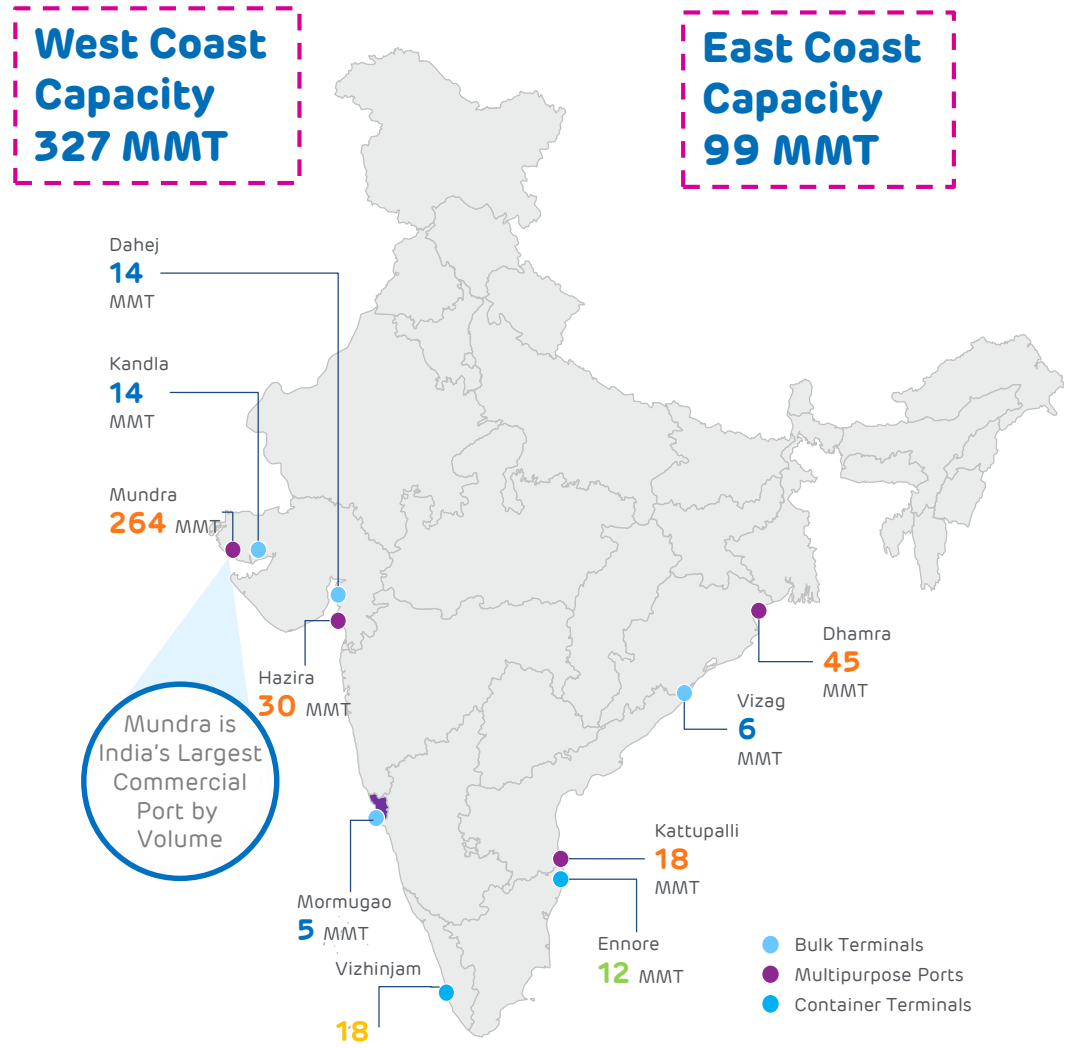 West Coast
Capacity
327 MMT
East Coast
Capacity
99 MMT
Dahej
14
MMT
Kandla
14
MMT
Mundra
264 MMT
Hazira
30 MMT
Mundra is
India's Largest
Commercial
Port by
Volume
Mormugao
5 MMT
Vizhinjam
18
Dhamra
45
MMT
Vizag
6
MMT
Kattupalli
18
MMT
Ennore
12 MMT
Bulk Terminals
Multipurpose Ports
Container Terminals